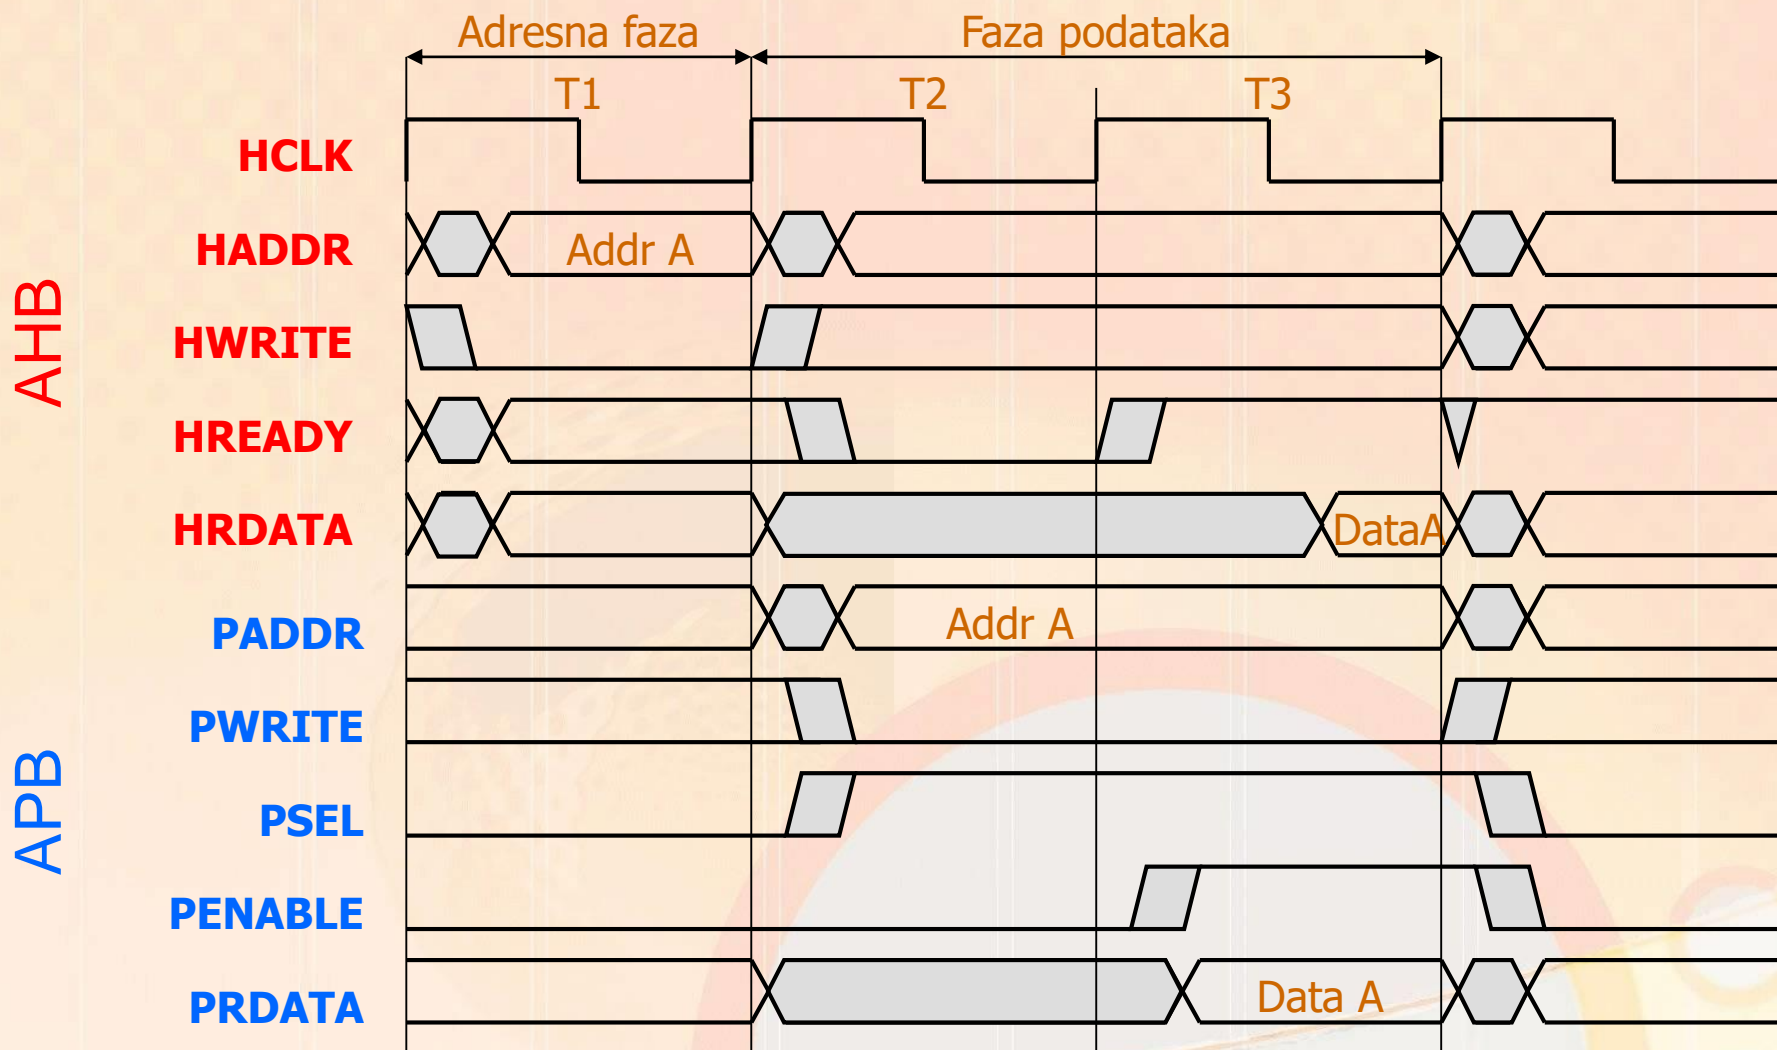 Adresna faza
Faza podataka
T1
T2
T3
HCLK
HADDR
Addr A
HWRITE
HREADY
HRDATA
DataA
AHB
PADDR
Addr A
PWRITE
PSEL
PENABLE
PRDATA
Data A
APB